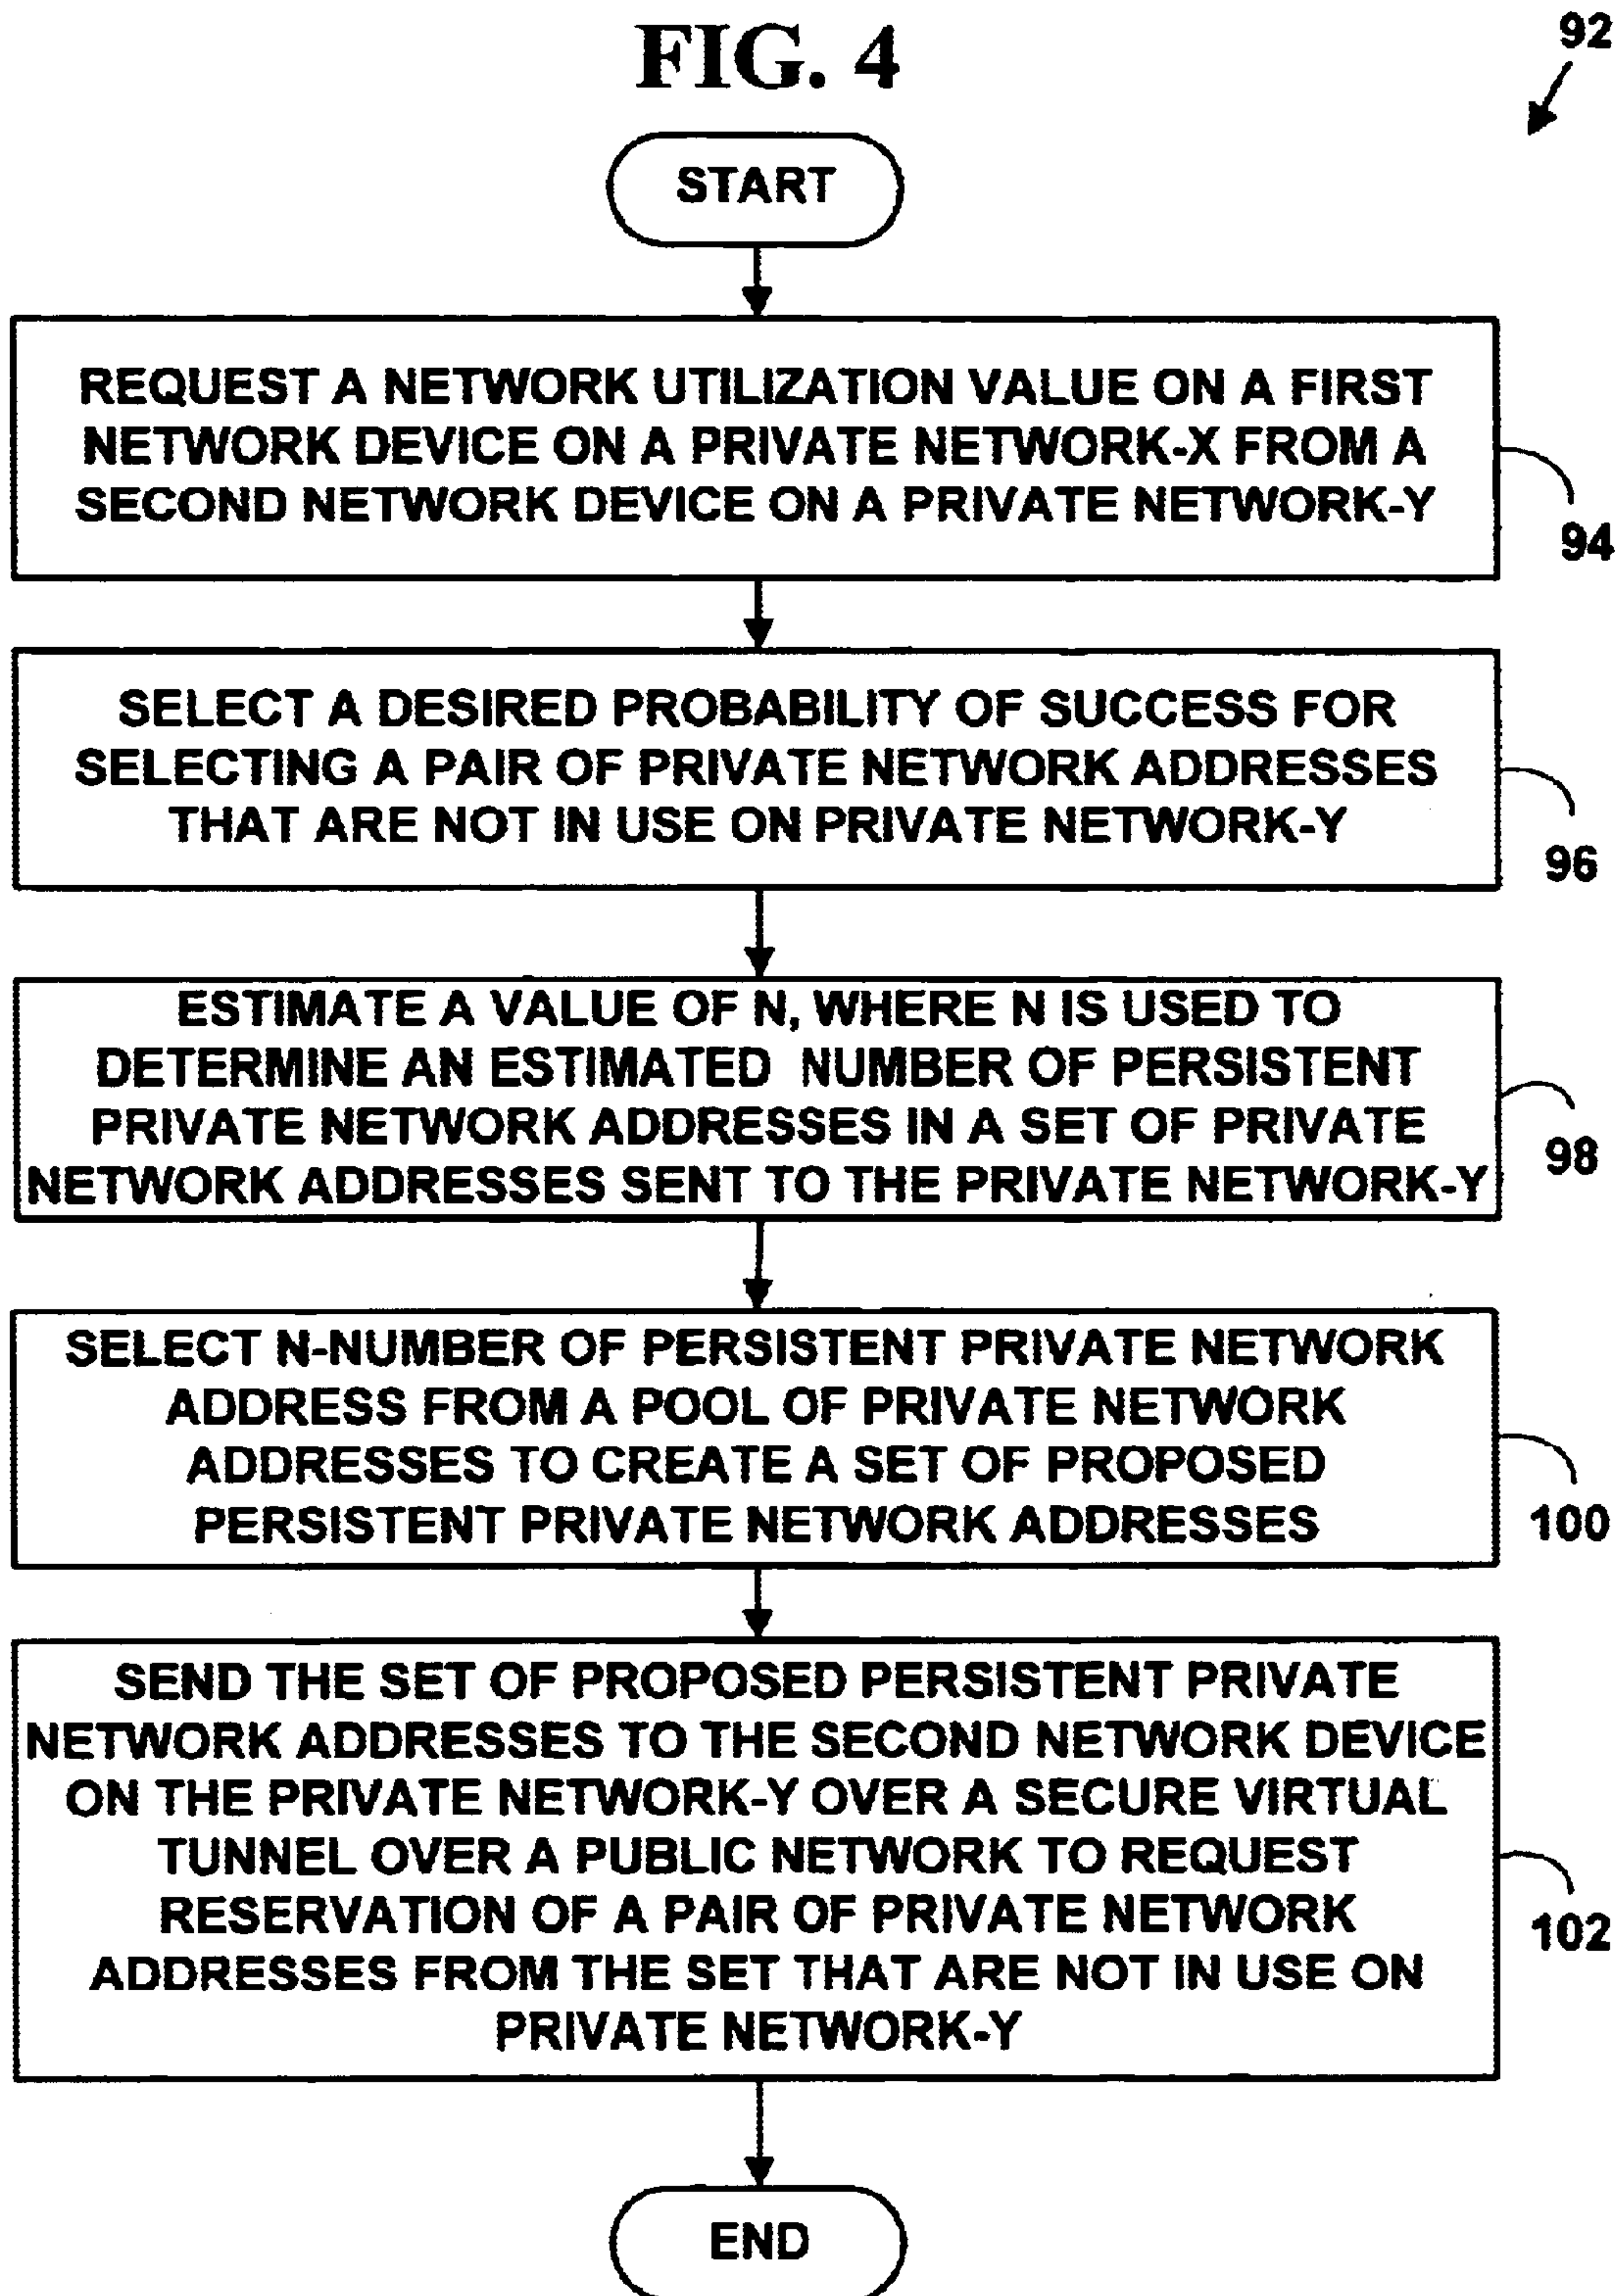 FIG. 4
92
START
REQUEST A NETWORK UTILIZATION VALUE ON A FIRST
NETWORK DEVICE ON A PRIVATE NETWORK-X FROM A
SECOND NETWORK DEVICE ON A PRIVATE NETWORK-Y
94
SELECT A DESIRED PROBABILITY OF SUCCESS FOR
SELECTING A PAIR OF PRIVATE NETWORK ADDRESSES
THAT ARE NOT IN USE ON PRIVATE NETWORK-Y
96
ESTIMATE A VALUE OF N, WHERE N IS USED TO
DETERMINE AN ESTIMATED NUMBER OF PERSISTENT
PRIVATE NETWORK ADDRESSES IN A SET OF PRIVATE
NETWORK ADDRESSES SENT TO THE PRIVATE NETWORK-Y
98
SELECT N-NUMBER OF PERSISTENT PRIVATE NETWORK
ADDRESS FROM A POOL OF PRIVATE NETWORK
ADDRESSES TO CREATE A SET OF PROPOSED
PERSISTENT PRIVATE NETWORK ADDRESSES
100
SEND THE SET OF PROPOSED PERSISTENT PRIVATE
NETWORK ADDRESSES TO THE SECOND NETWORK DEVICE
ON THE PRIVATE NETWORK-Y OVER A SECURE VIRTUAL
TUNNEL OVER A PUBLIC NETWORK TO REQUEST
RESERVATION OF A PAIR OF PRIVATE NETWORK
ADDRESSES FROM THE SET THAT ARE NOT IN USE ON
PRIVATE NETWORK-Y
102
END